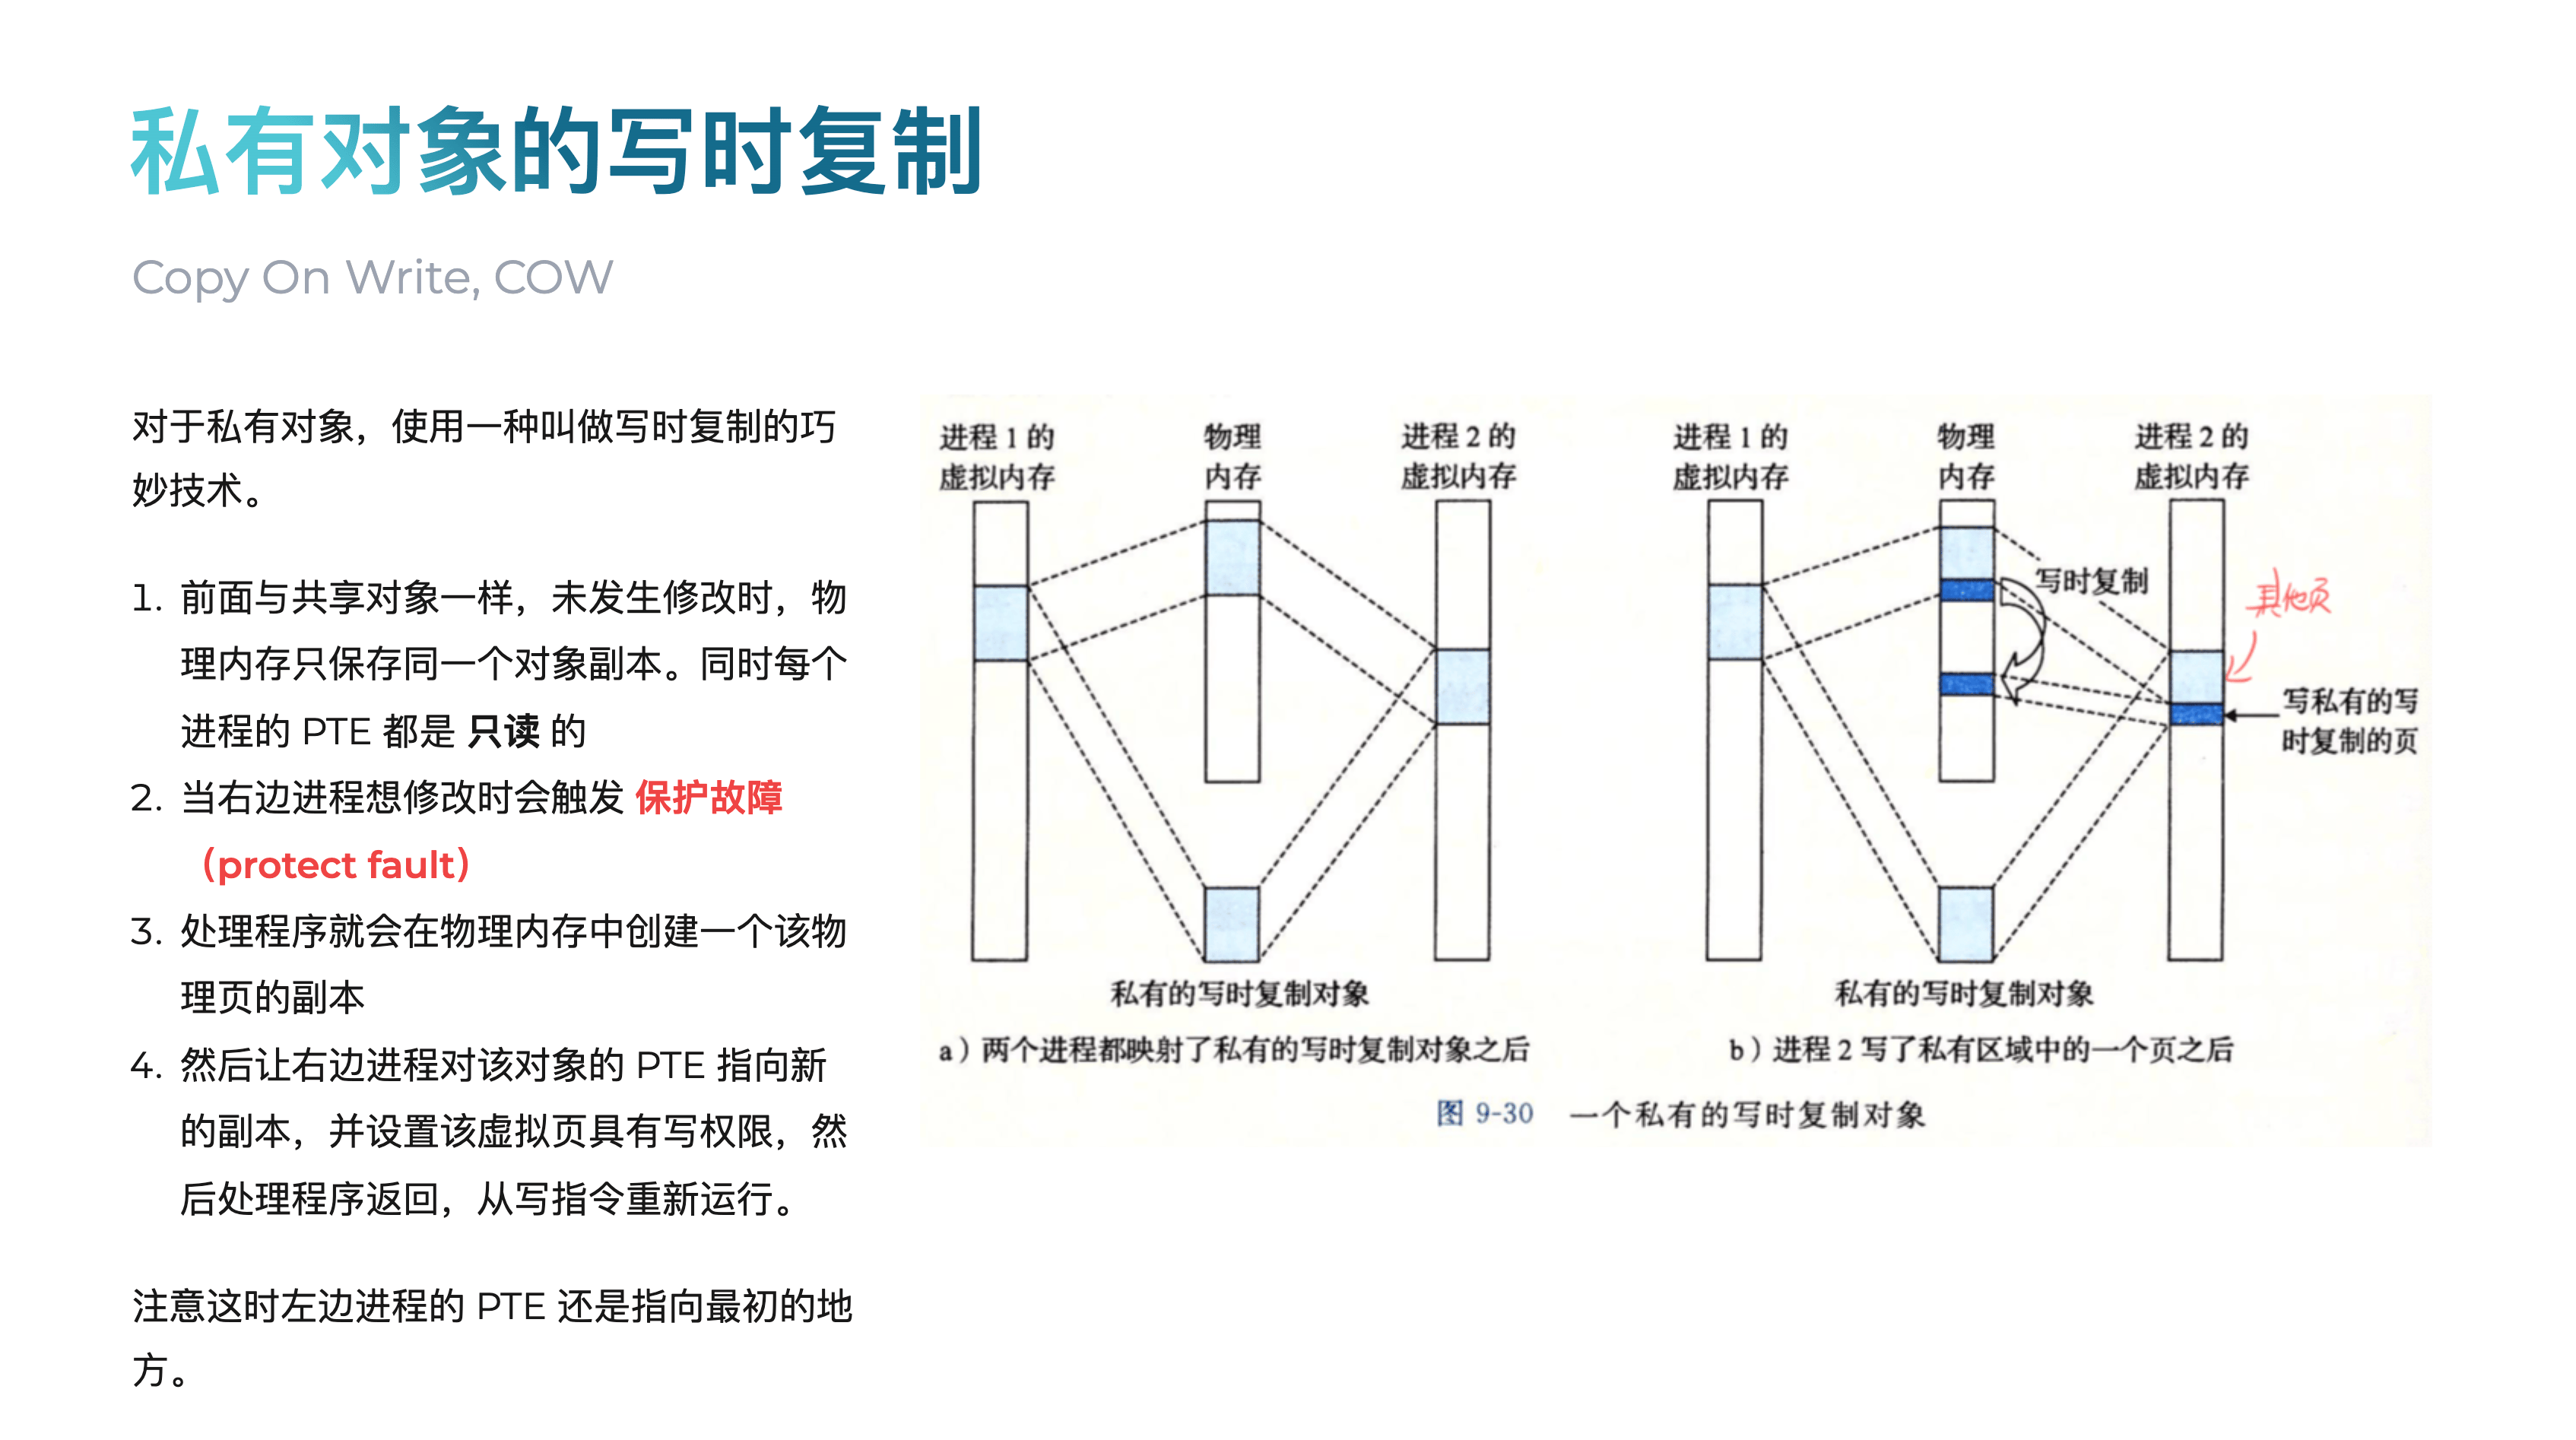 私有对象的写时复制
Copy On Write, COW
对于私有对象，使用一种叫做写时复制的巧
妙技术。
1. 前面与共享对象一样，未发生修改时，物
理内存只保存同一个对象副本。同时每个
进程的 PTE 都是 只读 的
2. 当右边进程想修改时会触发 保护故障
（protect fault）
3. 处理程序就会在物理内存中创建一个该物
理页的副本
4. 然后让右边进程对该对象的 PTE 指向新
的副本，并设置该虚拟页具有写权限，然
后处理程序返回，从写指令重新运行。
注意这时左边进程的 PTE 还是指向最初的地
方。
进程 1 的
虚拟内存
物理
内存
进程 2 的
虚拟内存
私有的写时复制对象
a）两个进程都映射了私有的写时复制对象之后
进程 1 的
虚拟内存
物理
内存
进程 2 的
虚拟内存
写时复制
其他页
写私有的写
时复制的页
私有的写时复制对象
b）进程 2 写了私有区域中的一个页之后
图 9-30 一个私有的写时复制对象